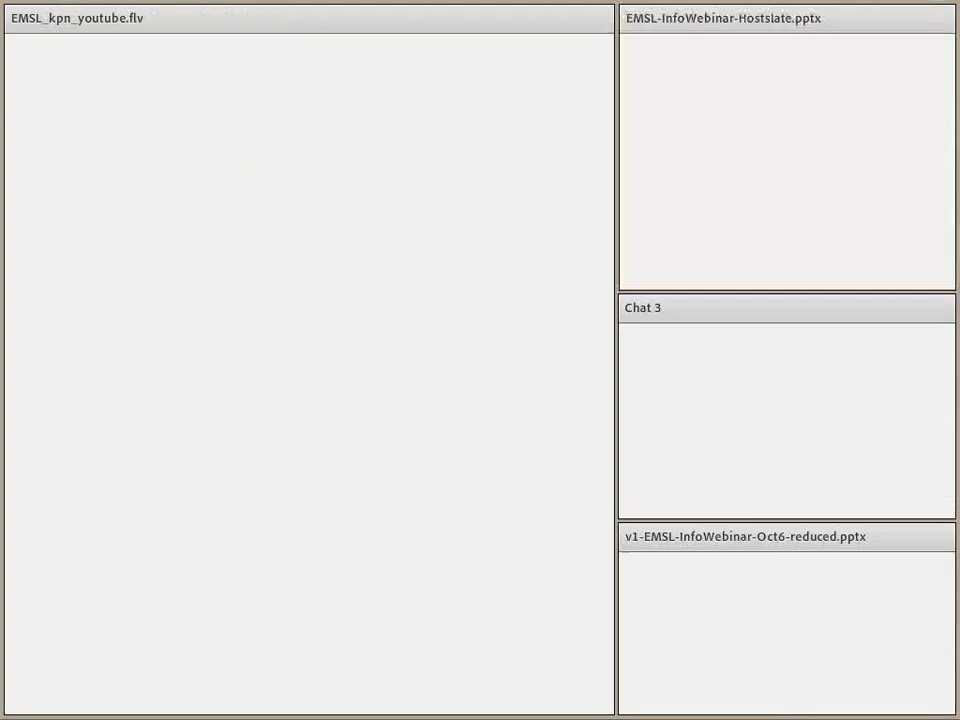 EMSL_kpn_youtube.flv
EMSL-InfoWebinar-Hostslate.pptx
Chat 3
v1-EMSL-InfoWebinar-Oct6-reduced.pptx